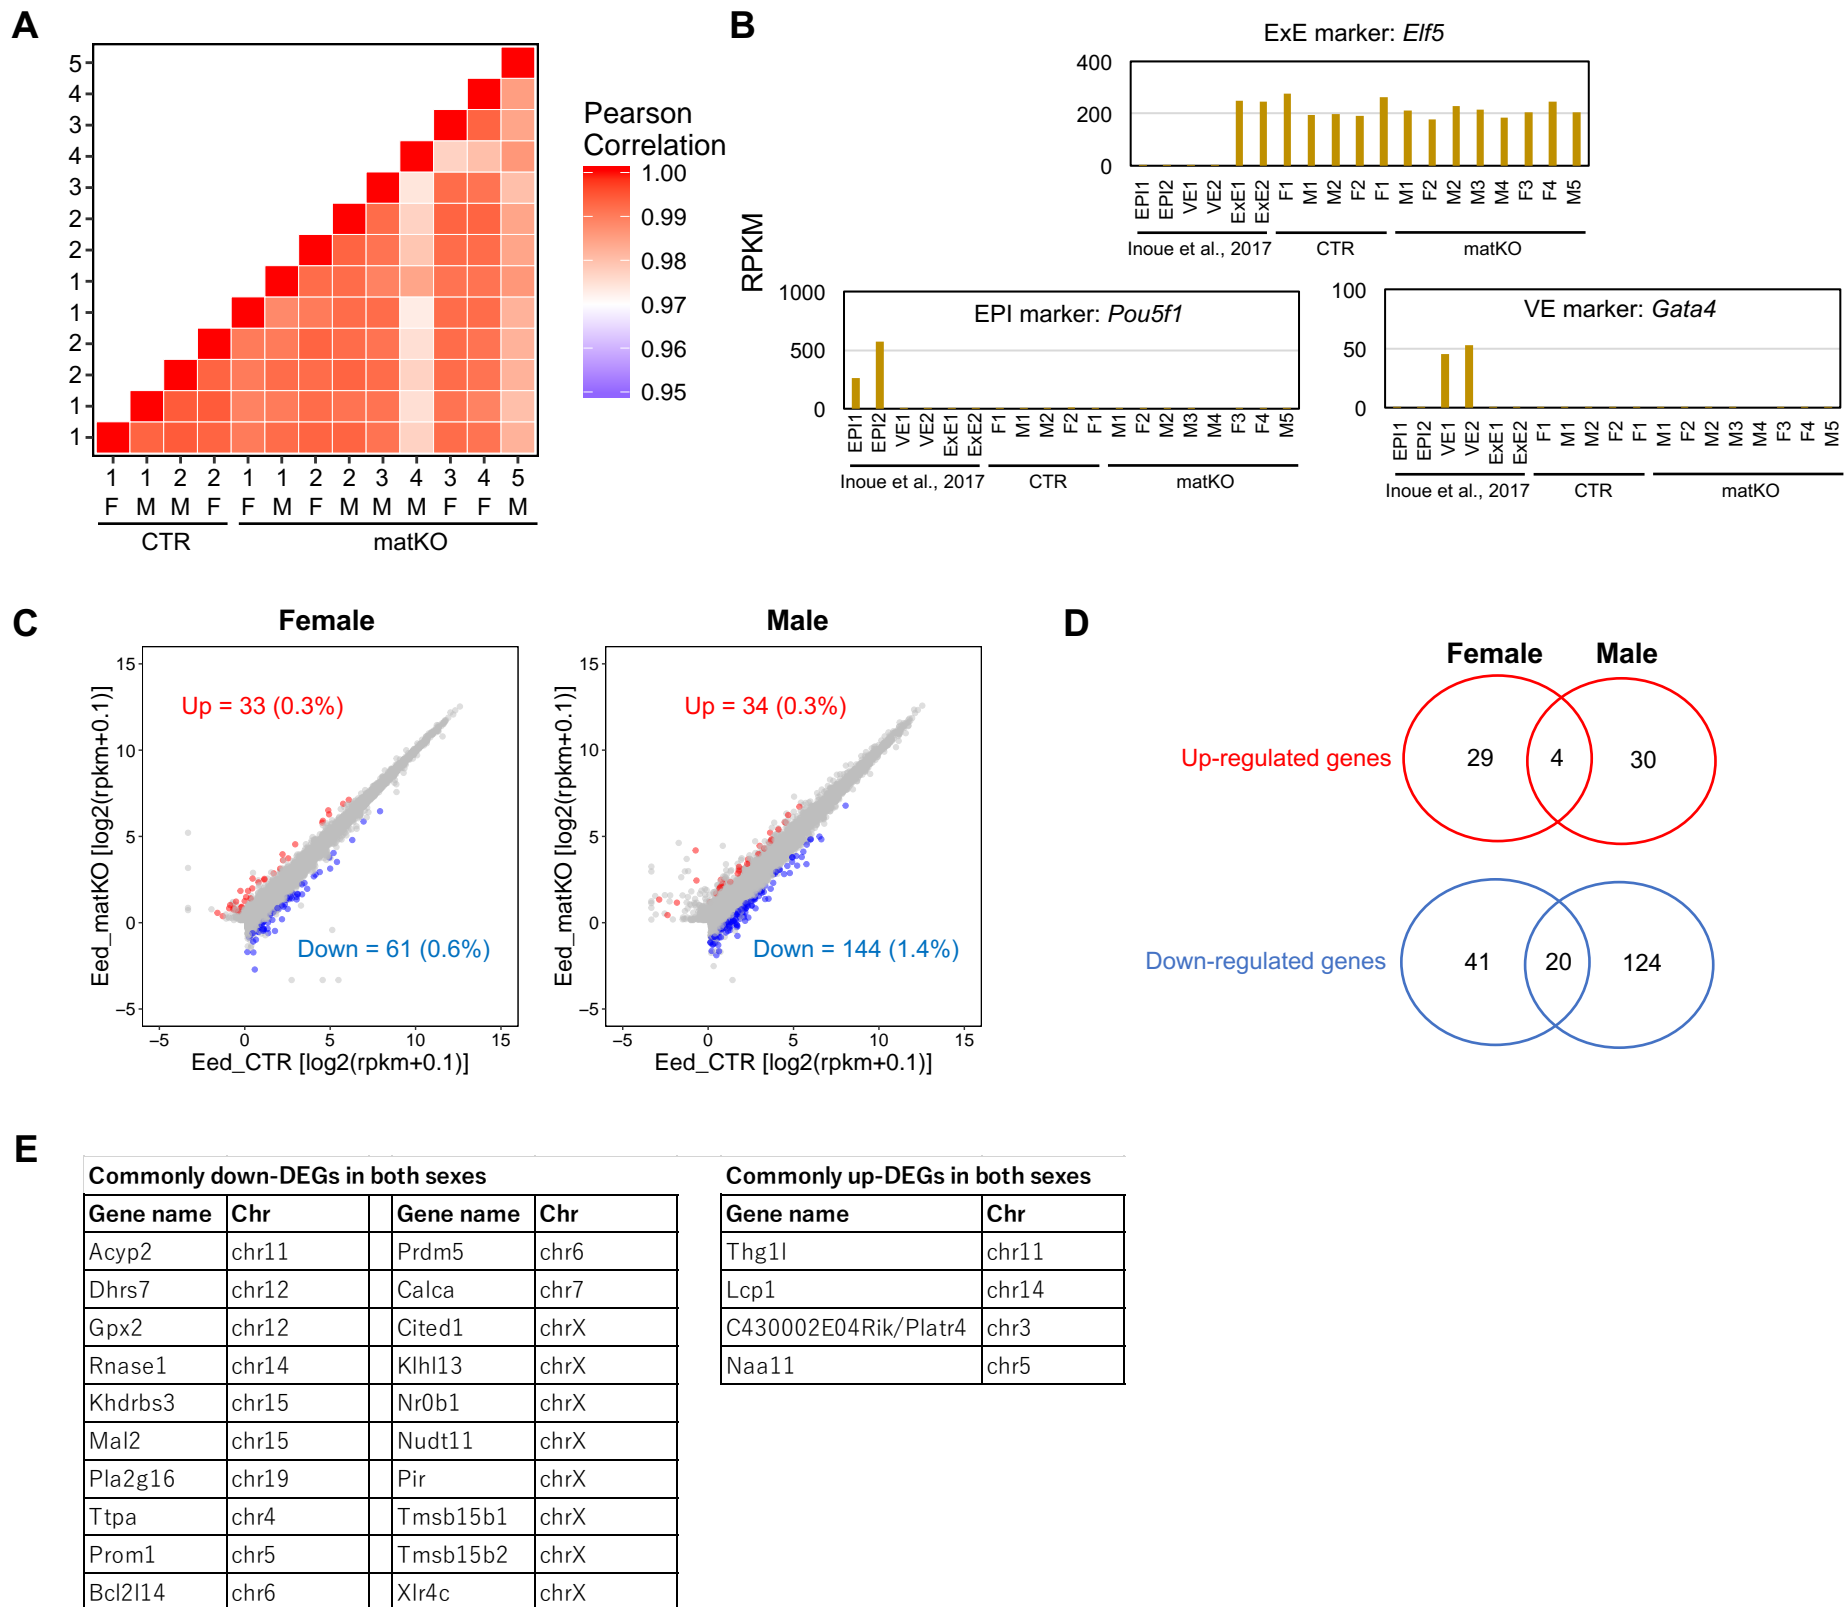 A
5
4
3
4
3
2
2
1
1
2
2
1
1
1 1 2 2 1 1 2 2 3 4 3 4 5
F M M F F M F M M M F F M
CTR matKO
Pearson
Correlation
1.00
0.99
0.98
0.97
0.96
0.95
B
RPKM
ExE marker: Elf5
400
200
0
EPI1 EPI2 VE1 VE2 ExE1 ExE2 F1 M1 M2 F2 F1 M1 F2 M2 M3 M4 F3 F4 M5
Inoue et al., 2017 CTR matKO
EPI marker: Pou5f1
1000
500
0
EPI1 EPI2 VE1 VE2 ExE1 ExE2 F1 M1 M2 F2 F1 M1 F2 M2 M3 M4 F3 F4 M5
Inoue et al., 2017 CTR matKO
VE marker: Gata4
100
50
0
EPI1 EPI2 VE1 VE2 ExE1 ExE2 F1 M1 M2 F2 F1 M1 F2 M2 M3 M4 F3 F4 M5
Inoue et al., 2017 CTR matKO
C
Female
Eed_matKO [log2(rpkm+0.1)]
15
10
5
0
−5
Up = 33 (0.3%)
Down = 61 (0.6%)
−5 0 5 10 15
Eed_CTR [log2(rpkm+0.1)]
Male
Eed_matKO [log2(rpkm+0.1)]
15
10
5
0
−5
Up = 34 (0.3%)
Down = 144 (1.4%)
−5 0 5 10 15
Eed_CTR [log2(rpkm+0.1)]
D
Female Male
Up-regulated genes 29 4 30
Down-regulated genes 41 20 124
E
Commonly down-DEGs in both sexes
Gene name Chr Gene name Chr
Acyp2 chr11 Prdm5 chr6
Dhrs7 chr12 Calca chr7
Gpx2 chr12 Cited1 chrX
Rnase1 chr14 Klhl13 chrX
Khdrbs3 chr15 Nr0b1 chrX
Mal2 chr15 Nudt11 chrX
Pla2g16 chr19 Pir chrX
Ttpa chr4 Tmsb15b1 chrX
Prom1 chr5 Tmsb15b2 chrX
Bcl2l14 chr6 Xlr4c chrX
Commonly up-DEGs in both sexes
Gene name Chr
Thg1l chr11
Lcp1 chr14
C430002E04Rik/Platr4 chr3
Naa11 chr5